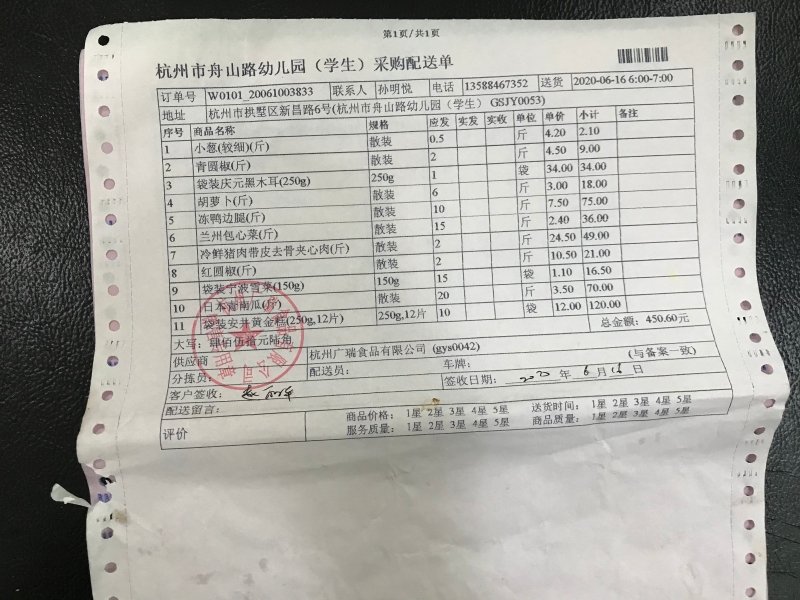 第1页/共1页
杭州市舟山路幼儿园（学生）采购配送单
订单号 W0101_20061003833 联系人 孙明悦 电话 13588467352 送货 2020-06-16 6:00-7:00
地址 杭州市拱墅区新昌路6号(杭州市舟山路幼儿园（学生）GSJY0053)
序号 商品名称 规格 应发 实发 实收 单位 单价 小计 备注
1 小葱(较细)(斤) 散装 0.5 斤 4.20 2.10
2 青圆椒(斤) 散装 2 斤 4.50 9.00
3 袋装庆元黑木耳(250g) 250g 1 袋 34.00 34.00
4 胡萝卜(斤) 散装 6 斤 3.00 18.00
5 冻鸭边腿(斤) 散装 10 斤 7.50 75.00
6 兰州包心菜(斤) 散装 15 斤 2.40 36.00
7 冷鲜猪肉带皮去骨夹心肉(斤) 散装 2 斤 24.50 49.00
8 红圆椒(斤) 散装 2 斤 10.50 21.00
9 袋装宁波雪菜(150g) 150g 15 袋 1.10 16.50
10 日本青南瓜(斤) 散装 20 斤 3.50 70.00
11 袋装安井黄金糕(250g,12片) 250g,12片 10 袋 12.00 120.00
大写：肆佰伍拾元陆角 总金额：450.60元
供应商 杭州广瑞食品有限公司 (gys0042)
分拣员： 配送员： 车牌： (与备案一致)
客户签收： 签收日期： 2020 年 6 月 16 日
配送留言：
评价 商品价格： 1星 2星 3星 4星 5星 送货时间： 1星 2星 3星 4星 5星
服务质量： 1星 2星 3星 4星 5星 商品质量： 1星 2星 3星 4星 5星